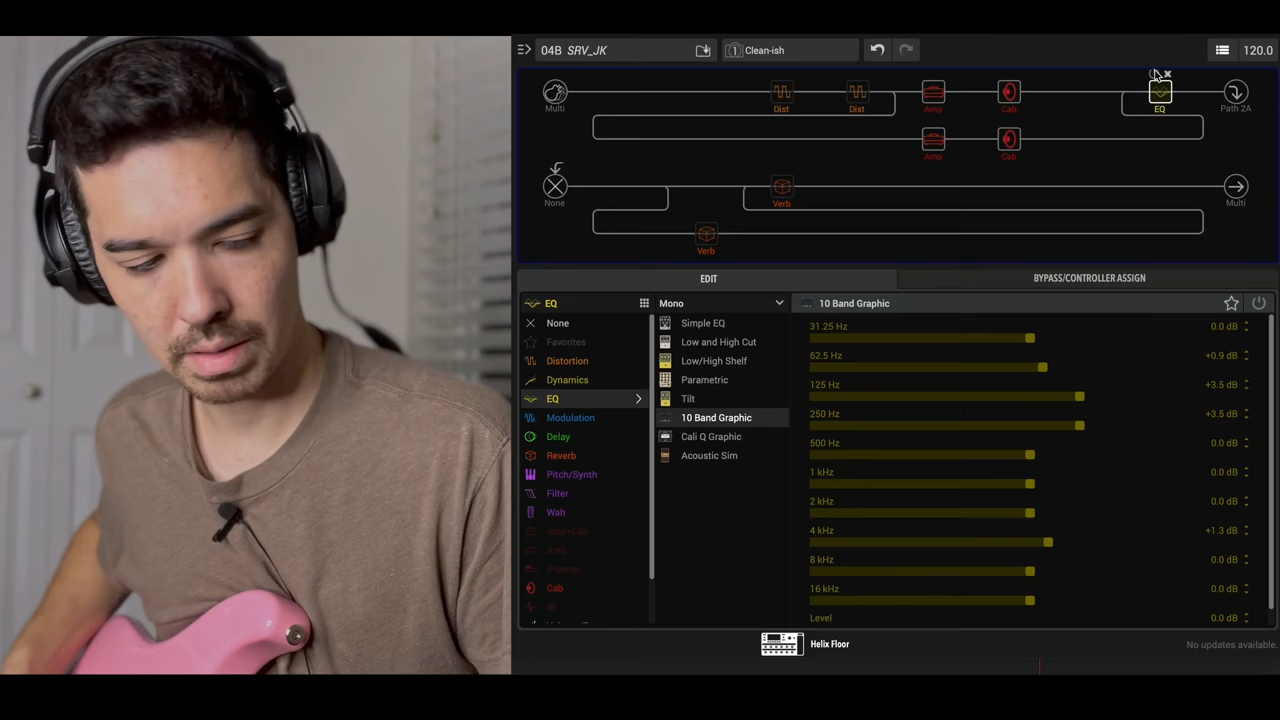 04B SRV_JK
1 Clean-ish
120.0
Multi
Dist
Dist
Amp
Cab
EQ
Path 2A
Amp
Cab
None
Verb
Multi
Verb
EDIT
BYPASS/CONTROLLER ASSIGN
EQ
None
Favorites
Distortion
Dynamics
EQ
Modulation
Delay
Reverb
Pitch/Synth
Filter
Wah
Amp+Cab
Amp
Preamp
Cab
IR
Mono
Simple EQ
Low and High Cut
Low/High Shelf
Parametric
Tilt
10 Band Graphic
Cali Q Graphic
Acoustic Sim
10 Band Graphic
31.25 Hz 0.0 dB
62.5 Hz +0.9 dB
125 Hz +3.5 dB
250 Hz +3.5 dB
500 Hz 0.0 dB
1 kHz 0.0 dB
2 kHz 0.0 dB
4 kHz +1.3 dB
8 kHz 0.0 dB
16 kHz 0.0 dB
Level 0.0 dB
Helix Floor
No updates available.